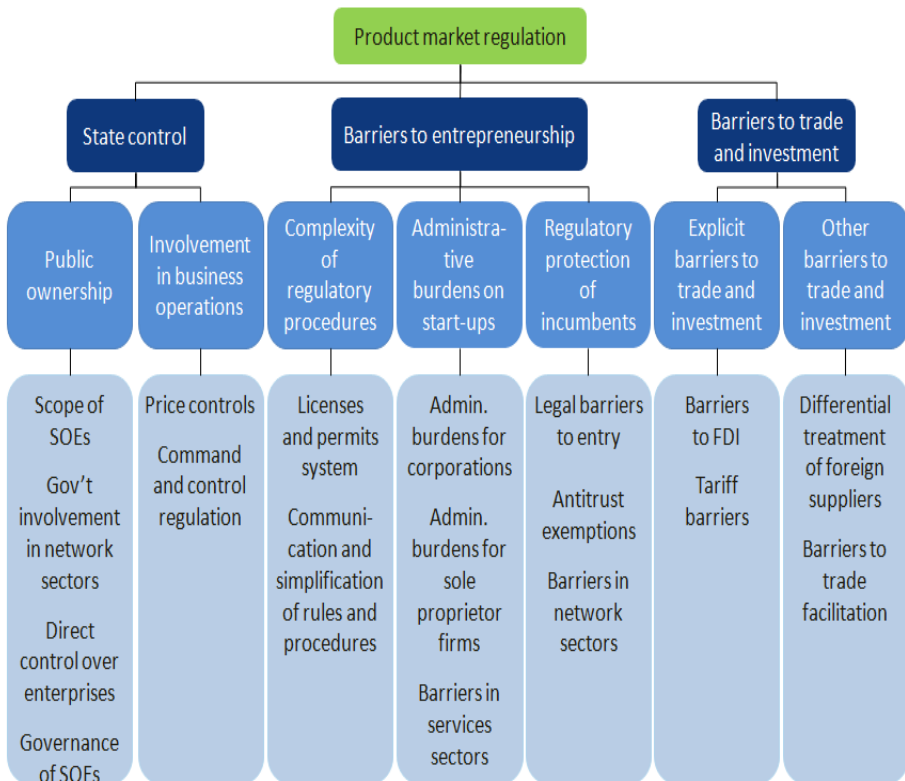 Product market regulation
State control
Barriers to entrepreneurship
Barriers to trade
and investment
Public
ownership
Involvement
in business
operations
Complexity
of
regulatory
procedures
Administra-
tive
burdens on
start-ups
Regulatory
protection
of
incumbents
Explicit
barriers to
trade and
investment
Other
barriers to
trade and
investment
Scope of
SOEs
Gov't
involvement
in network
sectors
Direct
control over
enterprises
Governance
of SOEs
Price controls
Command
and control
regulation
Licenses
and permits
system
Communi-
cation and
simplification
of rules and
procedures
Admin.
burdens for
corporations
Admin.
burdens for
sole
proprietor
firms
Barriers in
services
sectors
Legal barriers
to entry
Antitrust
exemptions
Barriers in
network
sectors
Barriers
to FDI
Tariff
barriers
Differential
treatment
of foreign
suppliers
Barriers to
trade
facilitation